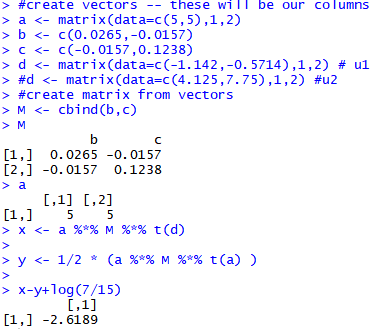 > #create vectors -- these will be our columns
> a <- matrix(data=c(5,5),1,2)
> b <- c(0.0265,-0.0157)
> c <- c(-0.0157,0.1238)
> d <- matrix(data=c(-1.142,-0.5714),1,2) # u1
> #d <- matrix(data=c(4.125,7.75),1,2) #u2
> #create matrix from vectors
> M <- cbind(b,c)
> M
b c
[1,] 0.0265 -0.0157
[2,] -0.0157 0.1238
> a
[,1] [,2]
[1,] 5 5
> x <- a %*% M %*% t(d)
>
> y <- 1/2 * (a %*% M %*% t(a) )
>
> x-y+log(7/15)
[,1]
[1,] -2.6189